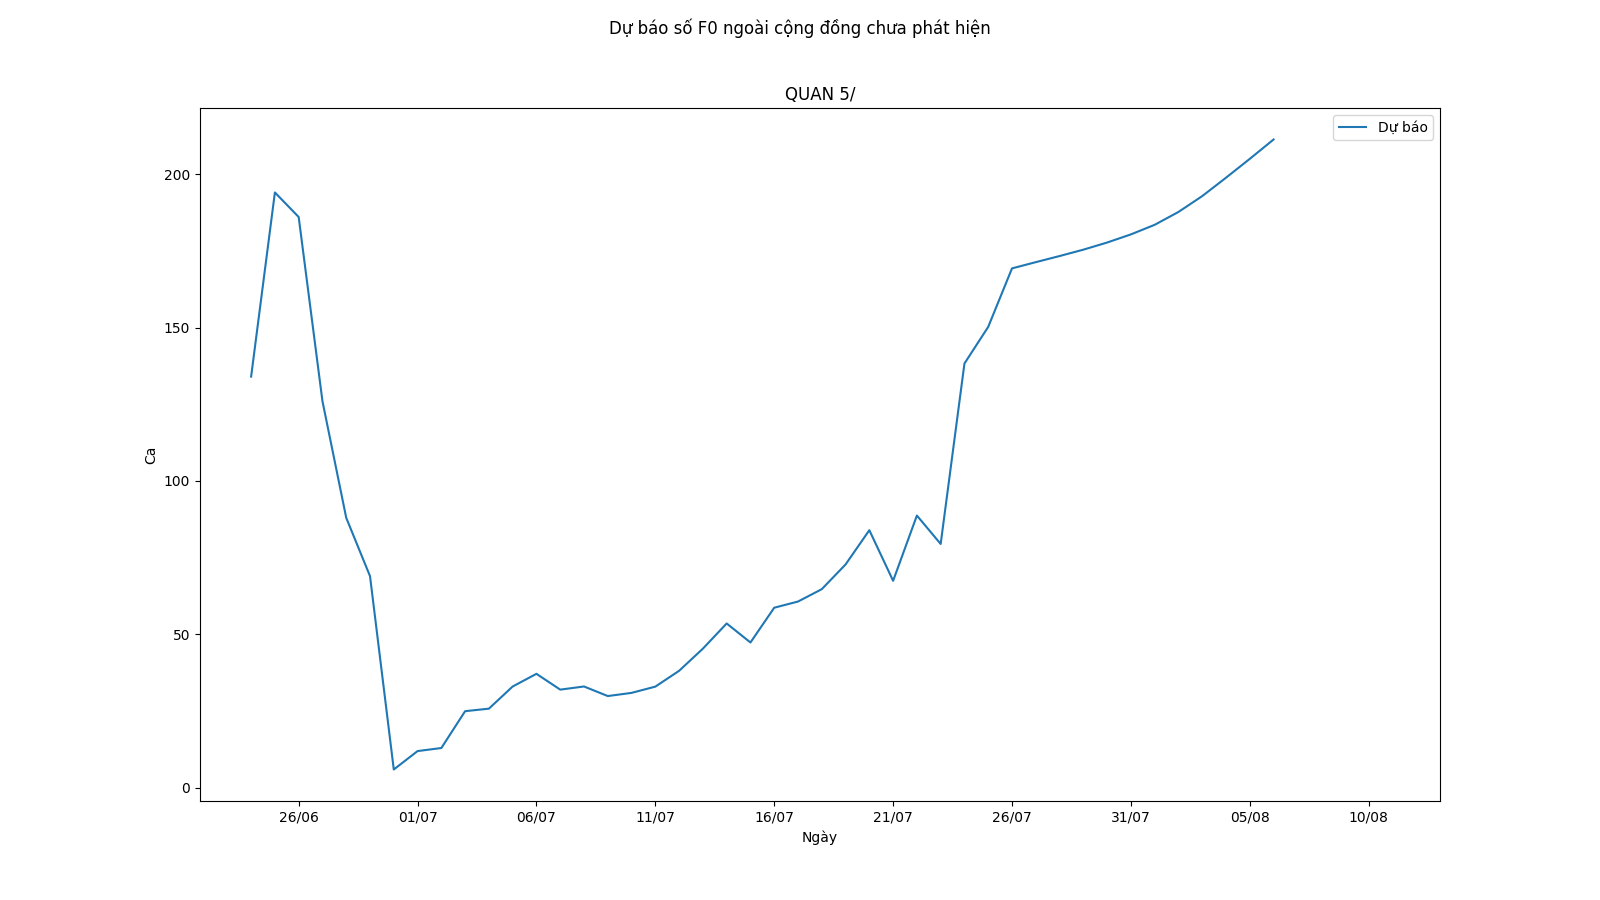 Dự báo số F0 ngoài cộng đồng chưa phát hiện
QUAN 5/
Dự báo
200
150
100
50
0
Ca
26/06 01/07 06/07 11/07 16/07 21/07 26/07 31/07 05/08 10/08
Ngày